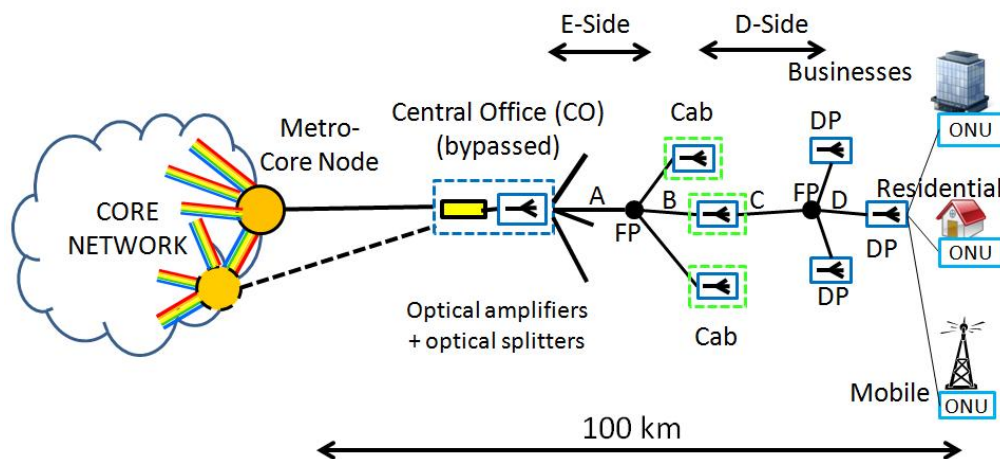 E-Side
D-Side
Businesses
Metro-
Core Node
Central Office (CO)
(bypassed)
Cab
DP
ONU
CORE
NETWORK
A
B
C
D
FP
FP
Residential
DP
ONU
DP
Optical amplifiers
+ optical splitters
Cab
Mobile
ONU
100 km